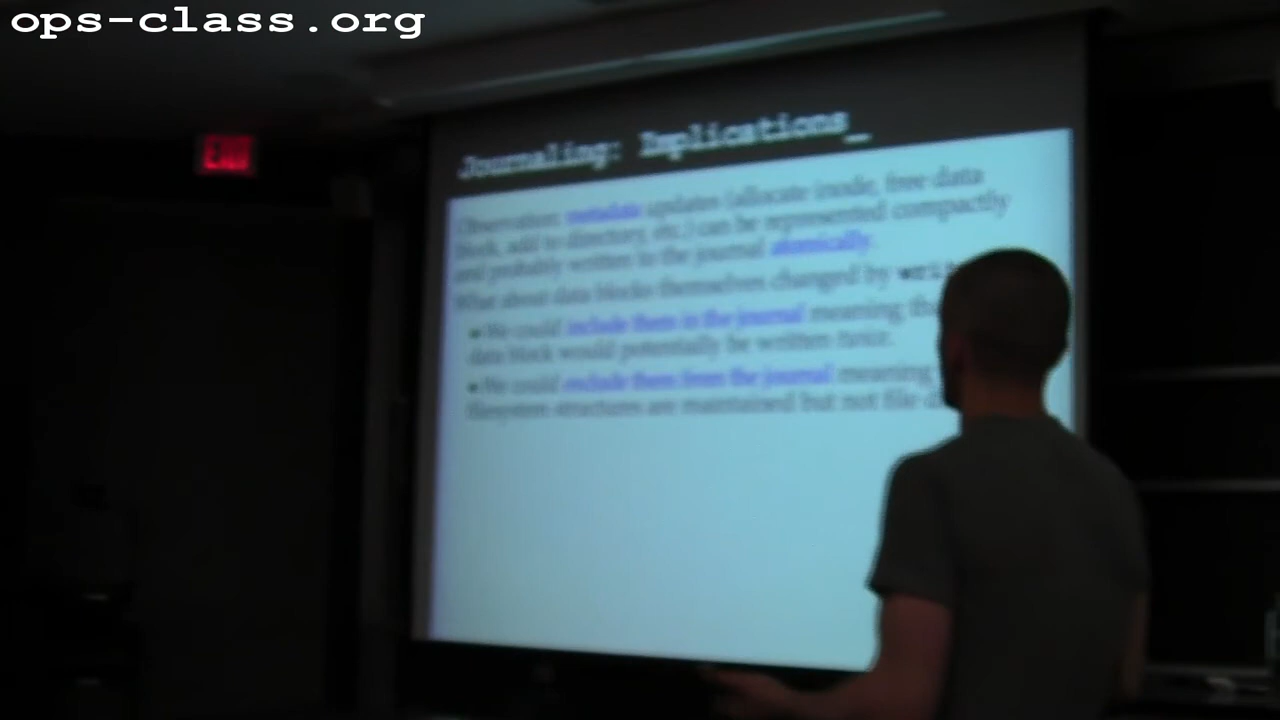 ops-class.org
Exit
Journaling: Implications_
Observation: metadata updates (allocate inode, free data
block, add to directory, etc.) can be represented compactly
and probably written to the journal atomically.
What about data blocks themselves changed by
We could include them in the journal meaning
data block would potentially be written twice.
We could exclude them from the journal meaning
filesystem structures are maintained but not file